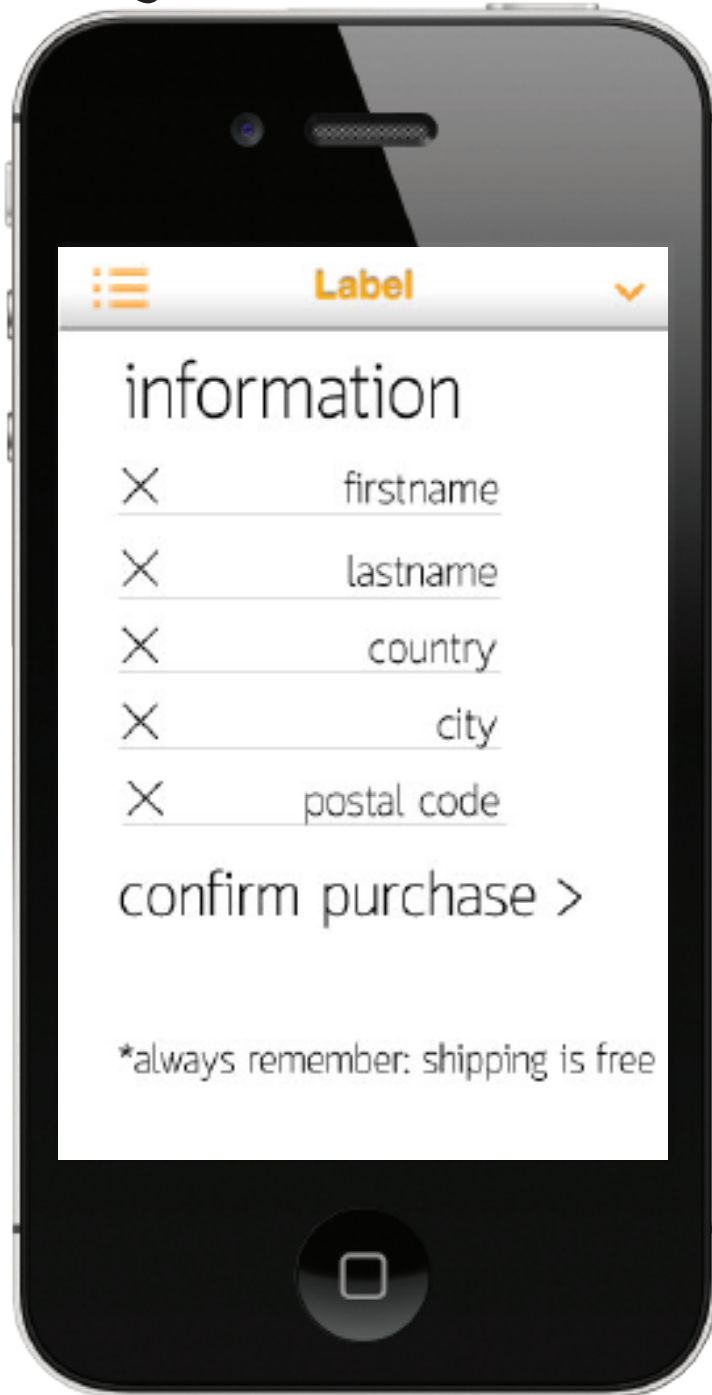 Label
information
firstname
lastname
country
city
postal code
confirm purchase >
*always remember: shipping is free